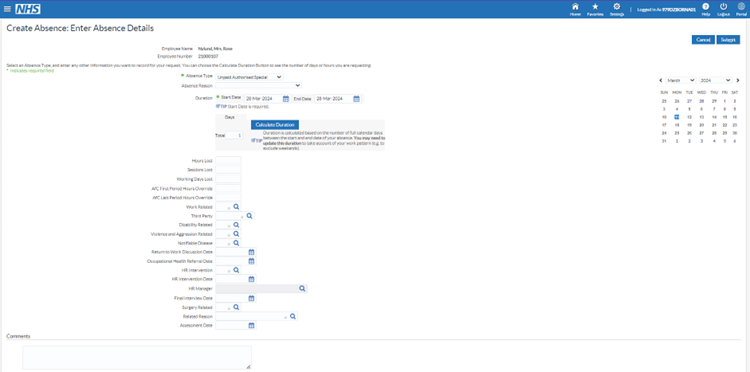 NHS
Home Favorites Settings Logged In As Help Logout Portal
Create Absence: Enter Absence Details
Cancel Submit
Employee Name Nyland, Mrs. Rose
Employee Number 21000107
Select an Absence Type, and enter any other information you want to record for your request. You can choose the Calculate Duration Button to see the number of days or hours you are requesting
* Indicates required field
* Absence Type Unpaid Authorised Special
Absence Reason
Duration * Start Date 28-Mar-2024 End Date 28-Mar-2024
TIP Start Date is required.
Days
Calculate Duration
Total 1
TIP Duration is calculated based on the number of full calendar days
between the start and end date of your absence. You may need to
update this duration to take account of your work pattern (e.g. to
exclude weekends).
Hours Lost
Sessions Lost
Working Days Lost
AfC First Period Hours Override
AfC Last Period Hours Override
Work Related
Third Party
Disability Related
Violence and Aggression Related
Notifiable Disease
Return to Work Discussion Date
Occupational Health Referral Date
HR Intervention
HR Intervention Date
HR Manager
Final Interview Date
Surgery Related
Related Reason
Assessment Date
Comments
March 2024
SUN MON TUE WED THU FRI SAT
25 26 27 28 29 1 2
3 4 5 6 7 8 9
10 11 12 13 14 15 16
17 18 19 20 21 22 23
24 25 26 27 28 29 30
31 1 2 3 4 5 6